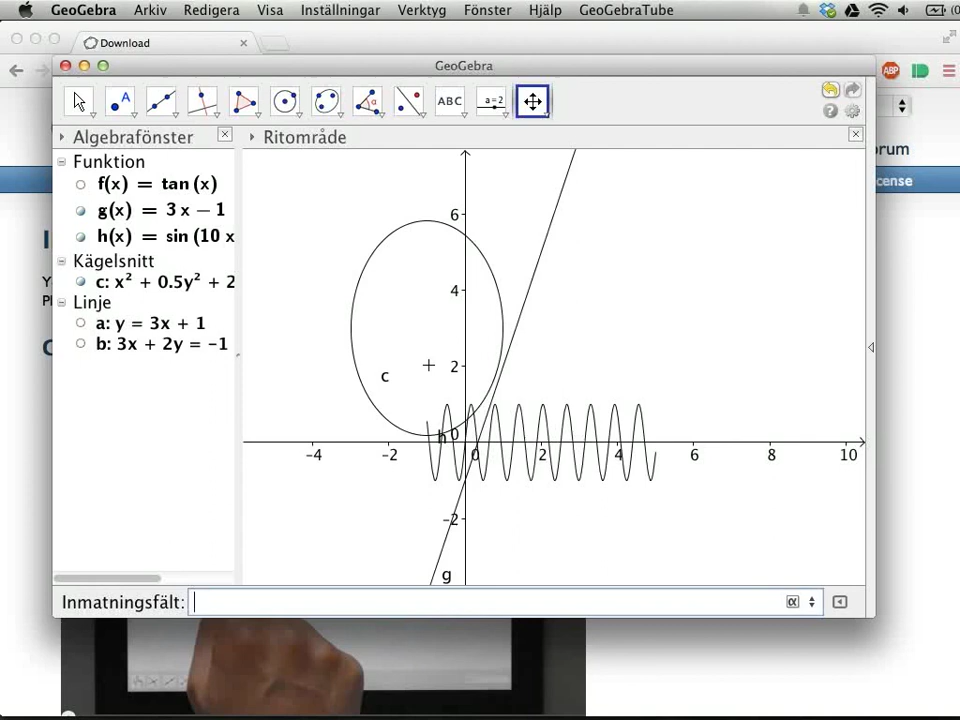 GeoGebra Arkiv Redigera Visa Inställningar Verktyg Fönster Hjälp GeoGebraTube
Download
GeoGebra
ABP
A
α
ABC
a=2
Algebrafönster
Ritområde
Funktion
f(x) = tan (x)
g(x) = 3 x − 1
h(x) = sin (10 x
Kägelsnitt
c: x² + 0.5y² + 2
Linje
a: y = 3x + 1
b: 3x + 2y = −1
6
4
2
0
-2
-4 -2 0 2 4 6 8 10
c
h
g
orum
cense
Inmatningsfält:
α